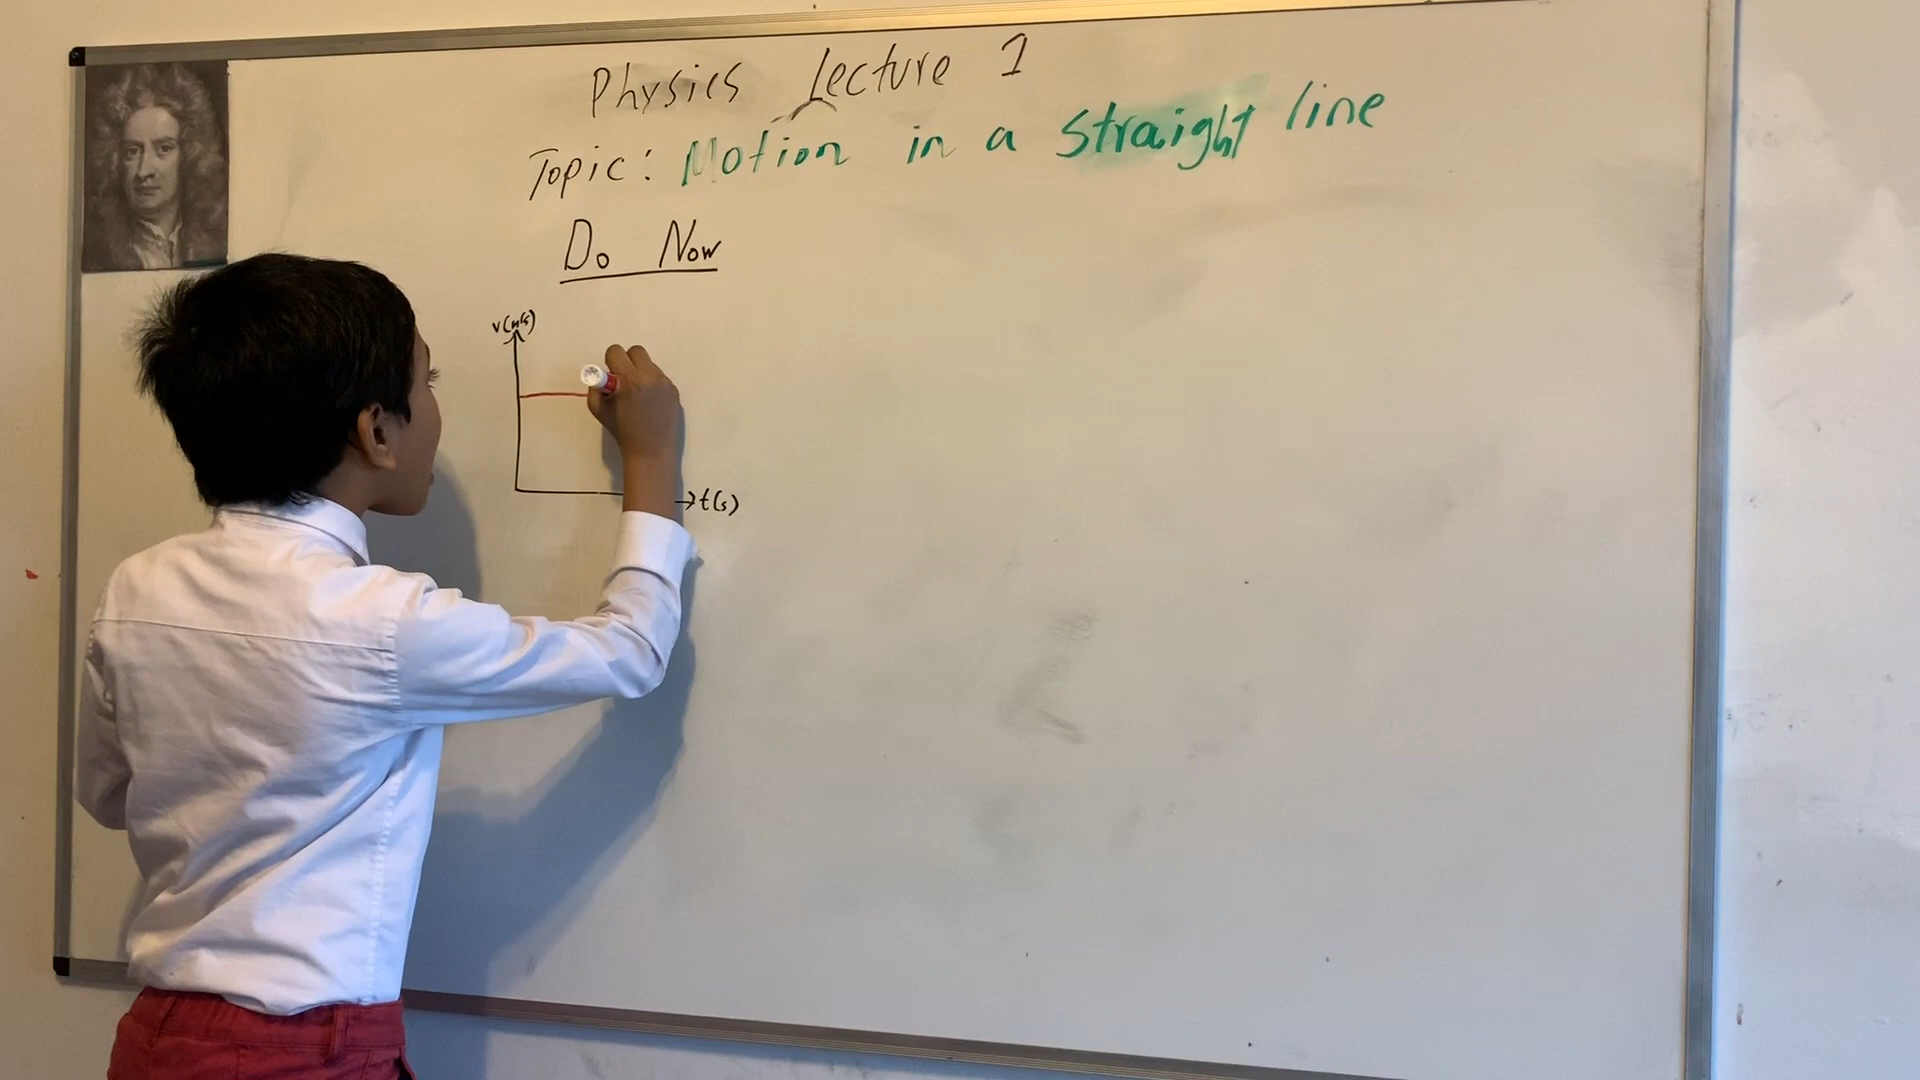 Physics Lecture 1
Topic: Motion in a straight line
Do Now
v(m/s)
t(s)